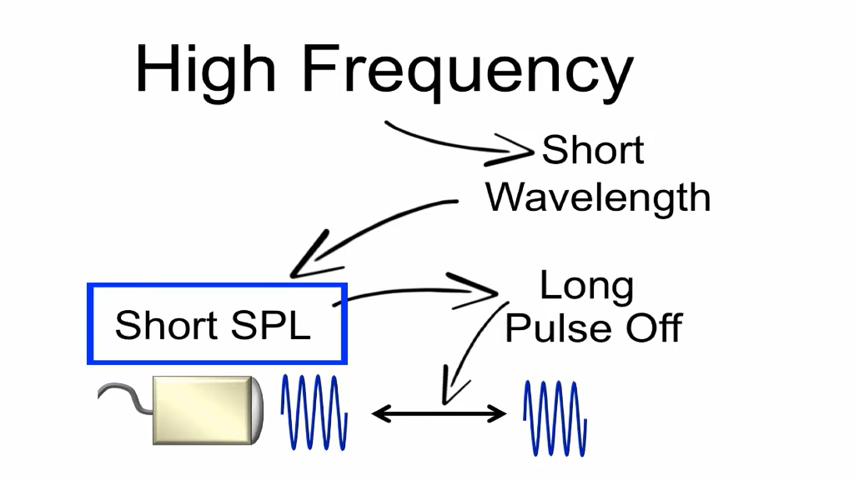 High Frequency
Short
Wavelength
Short SPL
Long
Pulse Off